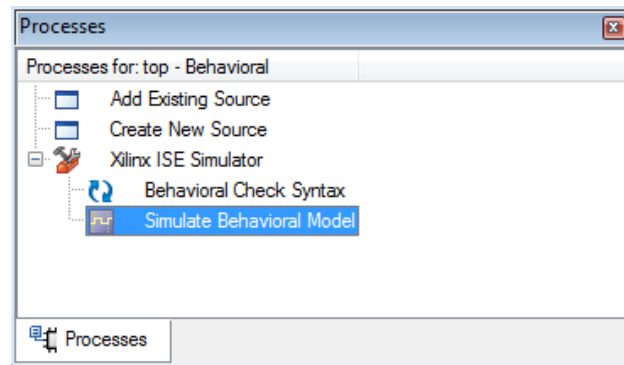 Processes
Processes for: top - Behavioral
Add Existing Source
Create New Source
Xilinx ISE Simulator
Behavioral Check Syntax
Simulate Behavioral Model
Processes